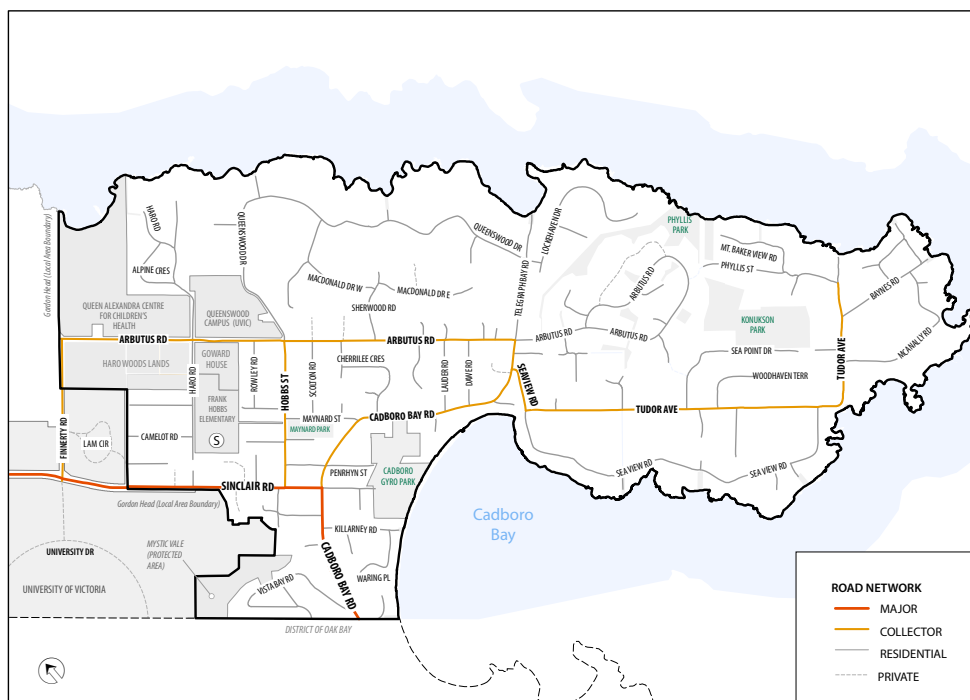 Gordon Head (Local Area Boundary)
HARO RD
ALPINE CRES
QUEENSWOOD DR
QUEENSWOOD DR
LOCKEHAVEN DR
TELEGRAPH BAY RD
PHYLLIS
PARK
MT. BAKER VIEW RD
PHYLLIS ST
BAYNES RD
MCANALLY RD
MACDONALD DR W
MACDONALD DR E
SHERWOOD RD
ARBUTUS RD
QUEEN ALEXANDRA CENTRE
FOR CHILDREN'S
HEALTH
QUEENSWOOD
CAMPUS (UVIC)
KONUKSON
PARK
ARBUTUS RD
ARBUTUS RD
ARBUTUS RD
ARBUTUS RD
HARO WOODS LANDS
GOWARD
HOUSE
HARO RD
ROWLEY RD
HOBBS ST
SCOLTON RD
CHERRILEE CRES
LAUDER RD
DAWE RD
SEAVIEW RD
SEA POINT DR
WOODHAVEN TERR
TUDOR AVE
TUDOR AVE
FRANK
HOBBS
ELEMENTARY
S
MAYNARD ST
MAYNARD PARK
CADBORO BAY RD
FINNERTY RD
LAM CIR
CAMELOT RD
PENRHYN ST
CADBORO
GYRO PARK
SEA VIEW RD
SEA VIEW RD
SINCLAIR RD
Gordon Head (Local Area Boundary)
Cadboro
Bay
KILLARNEY RD
UNIVERSITY DR
MYSTIC VALE
(PROTECTED
AREA)
CADBORO BAY RD
WARING PL
VISTA BAY RD
UNIVERSITY OF VICTORIA
DISTRICT OF OAK BAY
ROAD NETWORK
MAJOR
COLLECTOR
RESIDENTIAL
PRIVATE